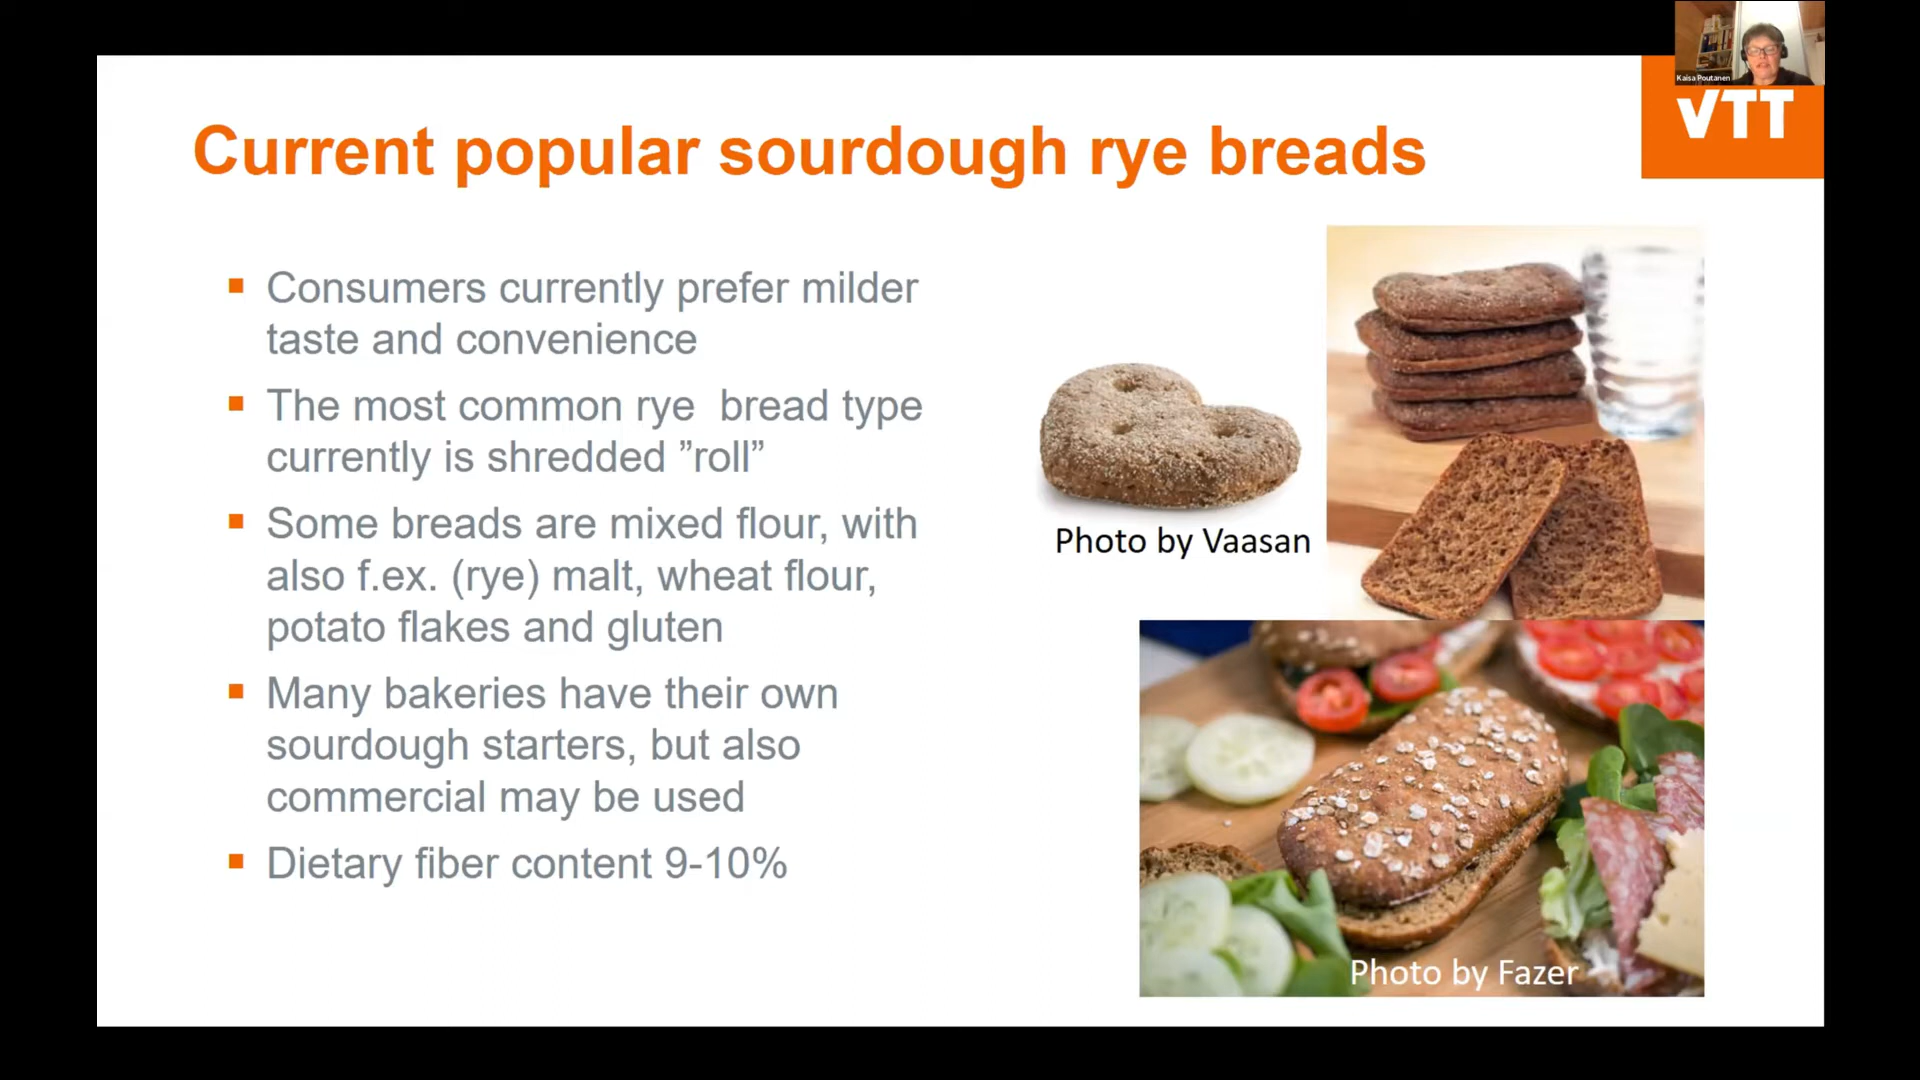 Kaisa Poutanen
VTT
Current popular sourdough rye breads
Consumers currently prefer milder
taste and convenience
The most common rye  bread type
currently is shredded ”roll”
Some breads are mixed flour, with
also f.ex. (rye) malt, wheat flour,
potato flakes and gluten
Many bakeries have their own
sourdough starters, but also
commercial may be used
Dietary fiber content 9-10%
Photo by Vaasan
Photo by Fazer